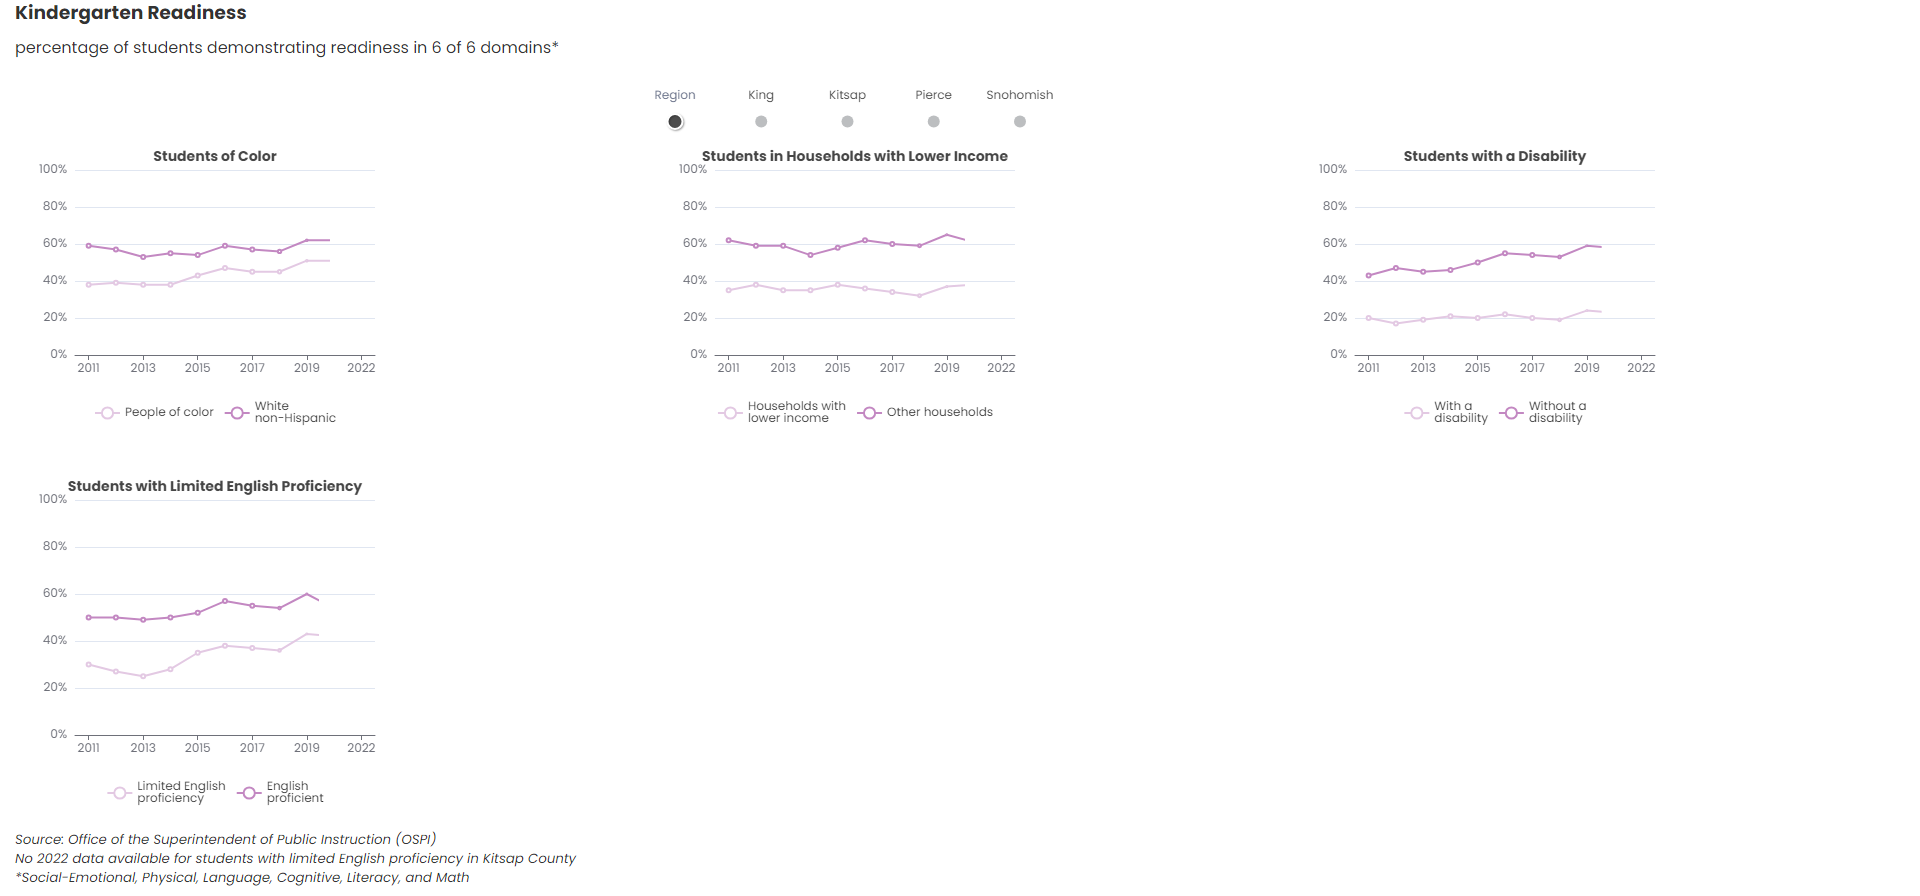 Kindergarten Readiness
percentage of students demonstrating readiness in 6 of 6 domains*
Region King Kitsap Pierce Snohomish
Students of Color
100%
80%
60%
40%
20%
0%
2011 2013 2015 2017 2019 2022
People of color
White
non-Hispanic
Students in Households with Lower Income
100%
80%
60%
40%
20%
0%
2011 2013 2015 2017 2019 2022
Households with
lower income
Other households
Students with a Disability
100%
80%
60%
40%
20%
0%
2011 2013 2015 2017 2019 2022
With a
disability
Without a
disability
Students with Limited English Proficiency
100%
80%
60%
40%
20%
0%
2011 2013 2015 2017 2019 2022
Limited English
proficiency
English
proficient
Source: Office of the Superintendent of Public Instruction (OSPI)
No 2022 data available for students with limited English proficiency in Kitsap County
*Social-Emotional, Physical, Language, Cognitive, Literacy, and Math